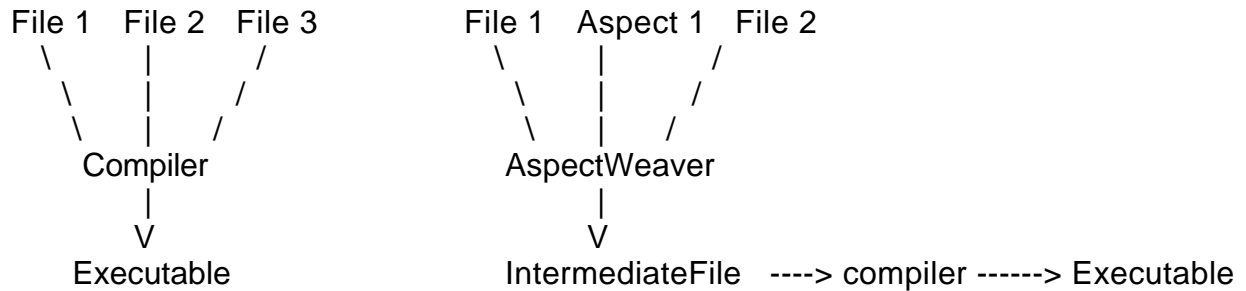 File 1 File 2 File 3 File 1 Aspect 1 File 2
\ | / \ | /
\ | / \ | /
\ | / \ | /
Compiler AspectWeaver
| |
V V
Executable IntermediateFile ----> compiler ------> Executable